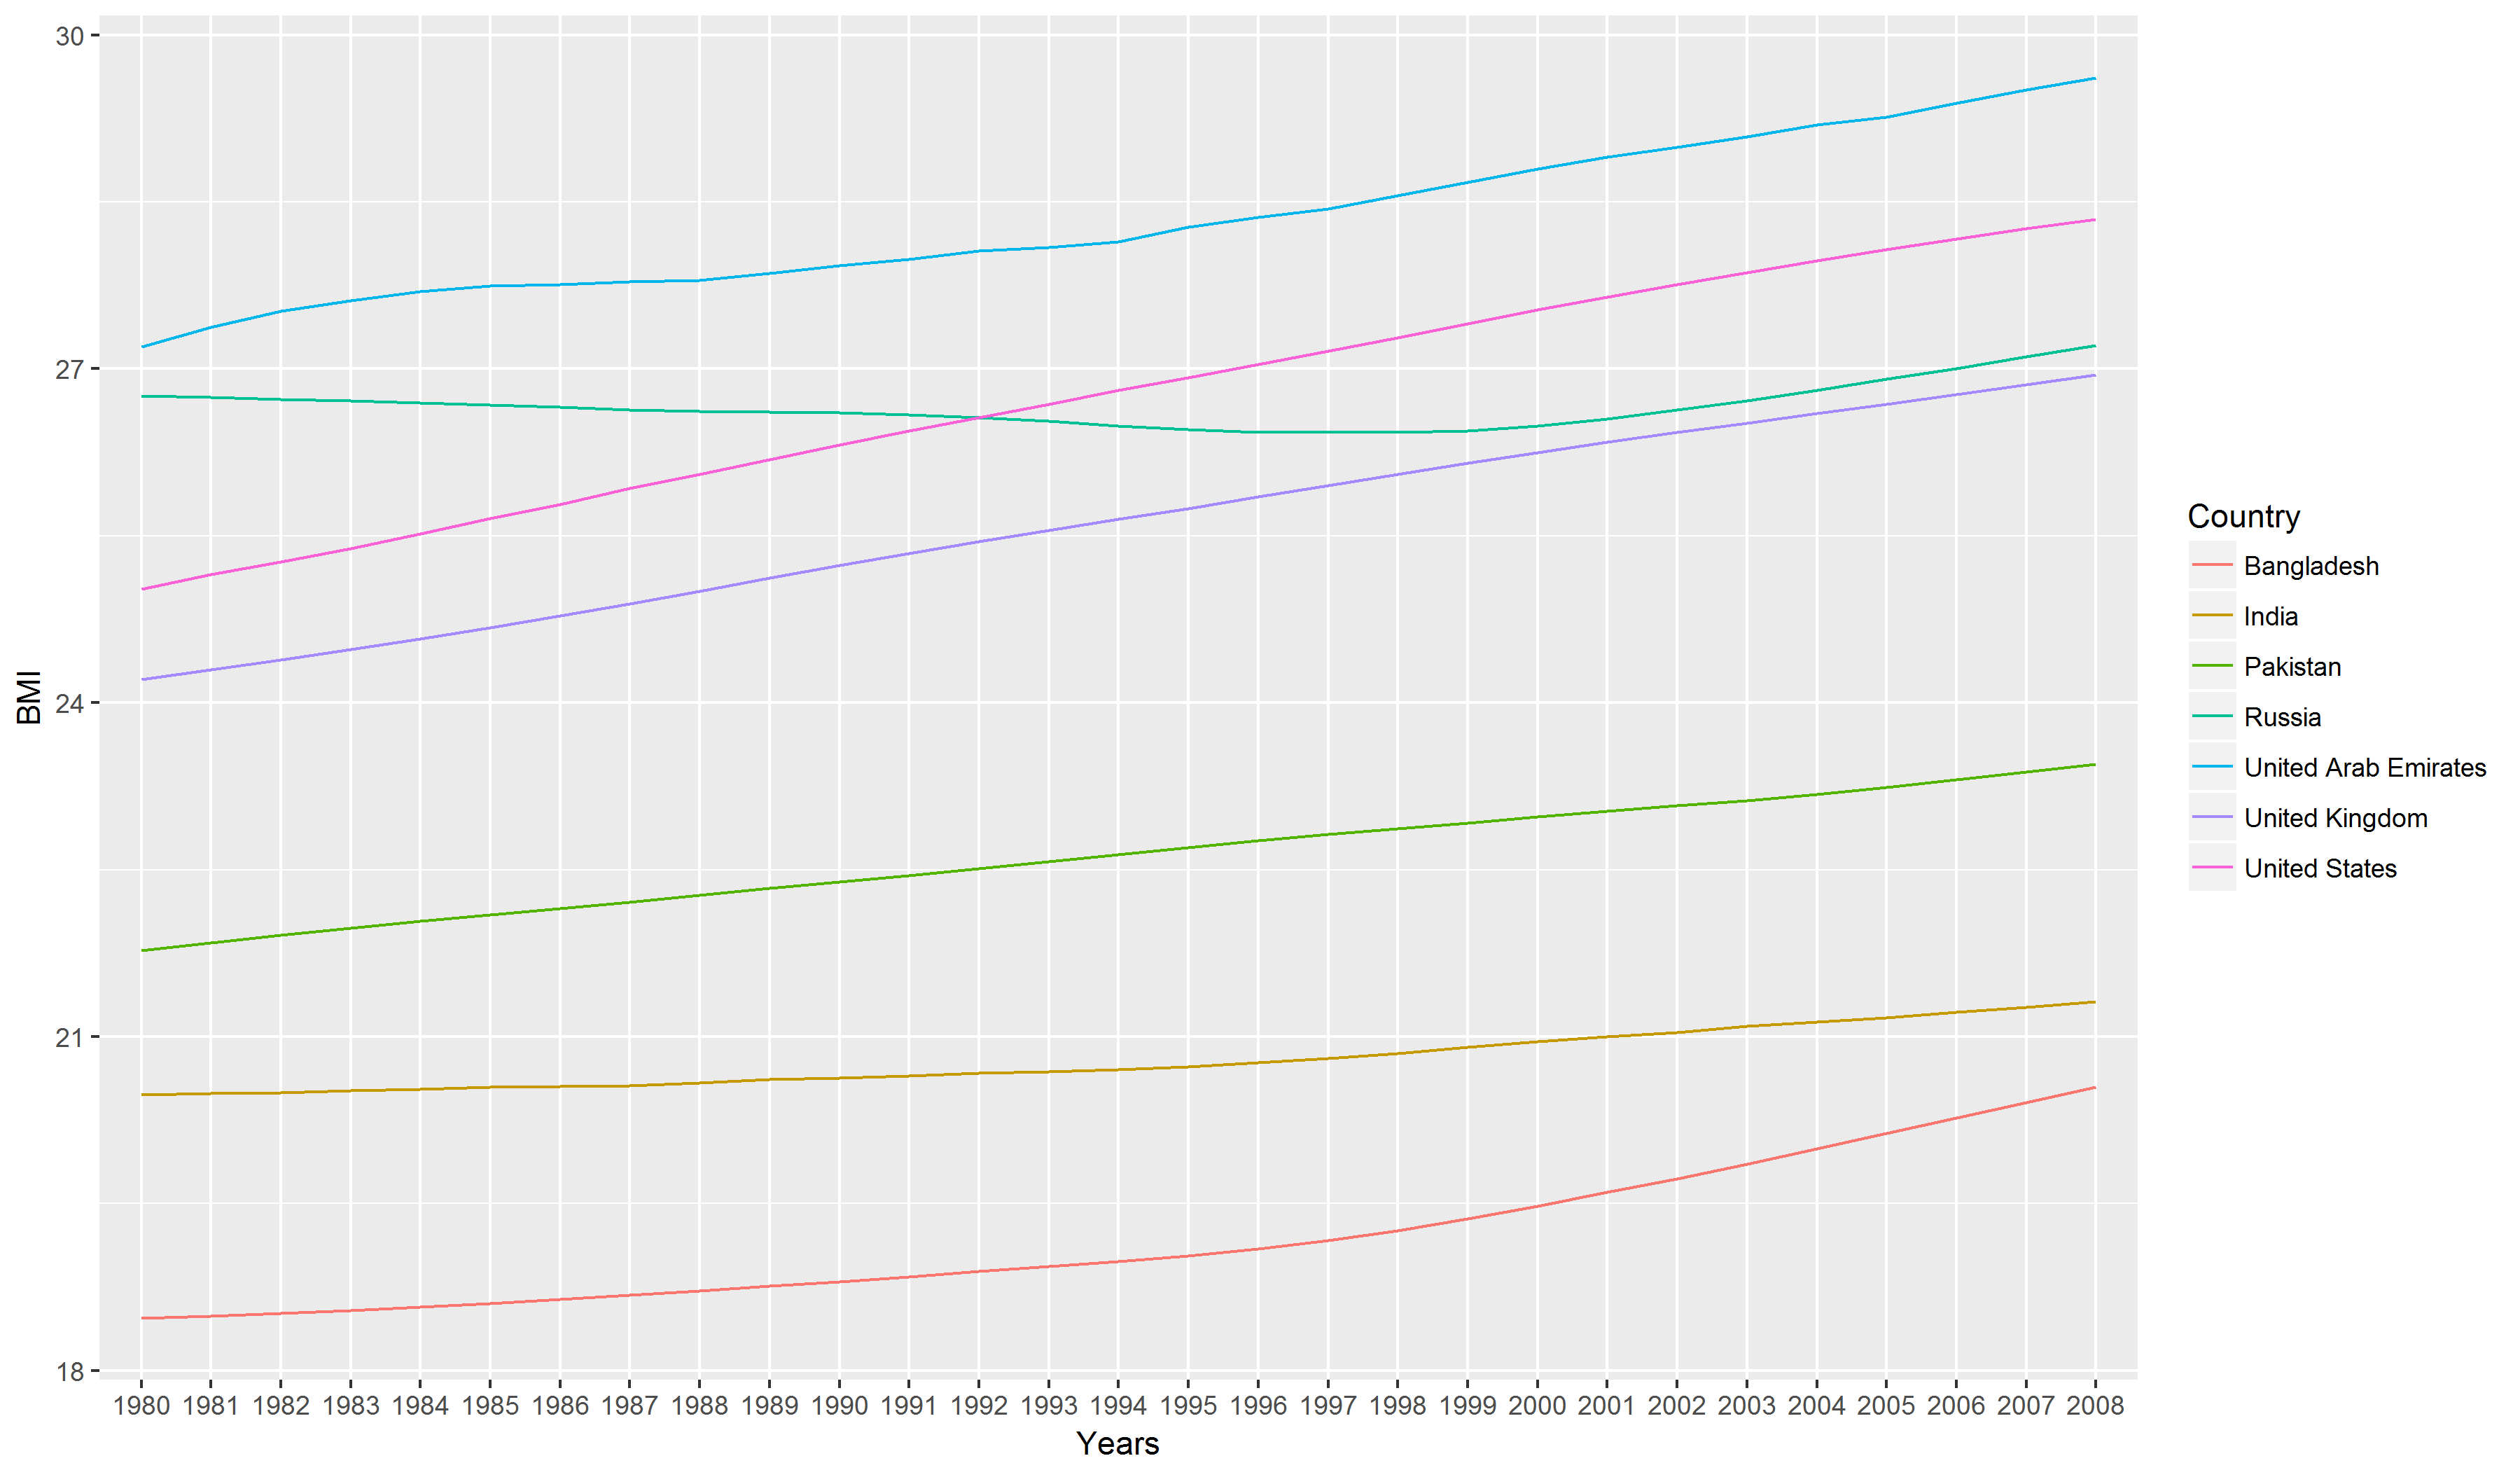 30
27
24
21
18
BMI
1980 1981 1982 1983 1984 1985 1986 1987 1988 1989 1990 1991 1992 1993 1994 1995 1996 1997 1998 1999 2000 2001 2002 2003 2004 2005 2006 2007 2008
Years
Country
Bangladesh
India
Pakistan
Russia
United Arab Emirates
United Kingdom
United States